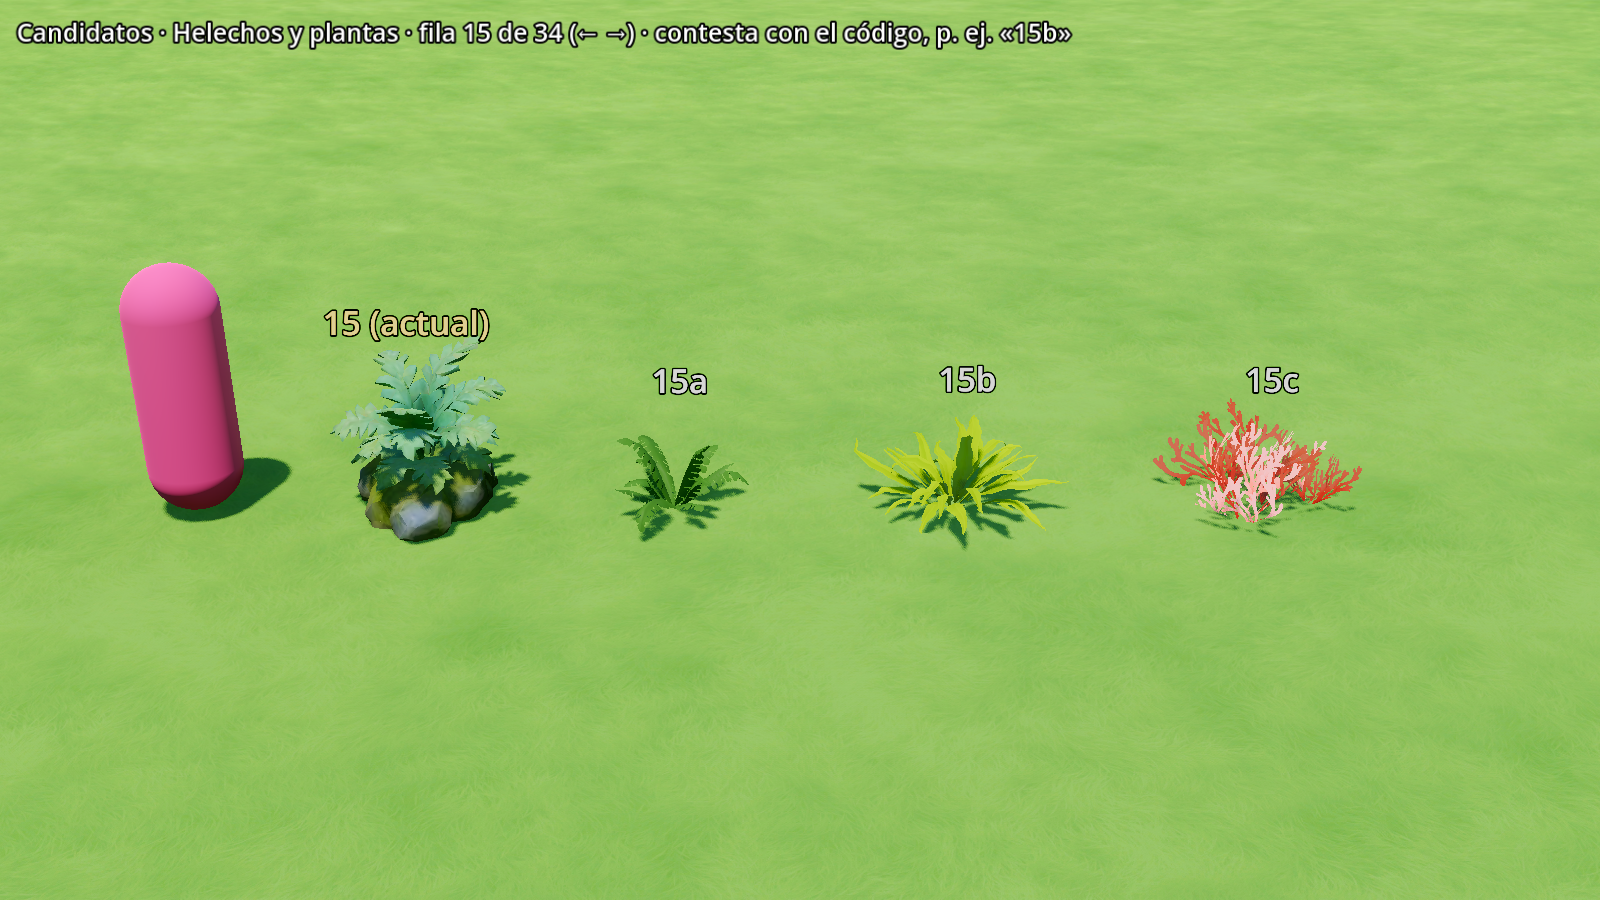 Candidatos · Helechos y plantas · fila 15 de 34 (← →) · contesta con el código, p. ej. «15b»
15 (actual)
15a
15b
15c